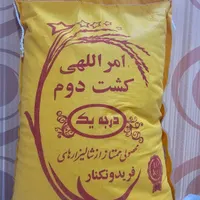 امراللهی
کشت دوم
درجه یک
محصولی ممتاز از شالیزارهای
فریدونکنار